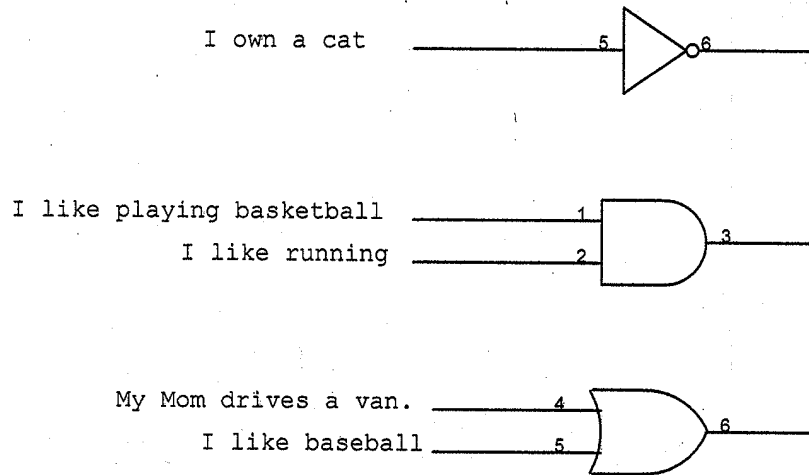 I own a cat 5 6
I like playing basketball 1
3
I like running 2
My Mom drives a van. 4
6
I like baseball 5